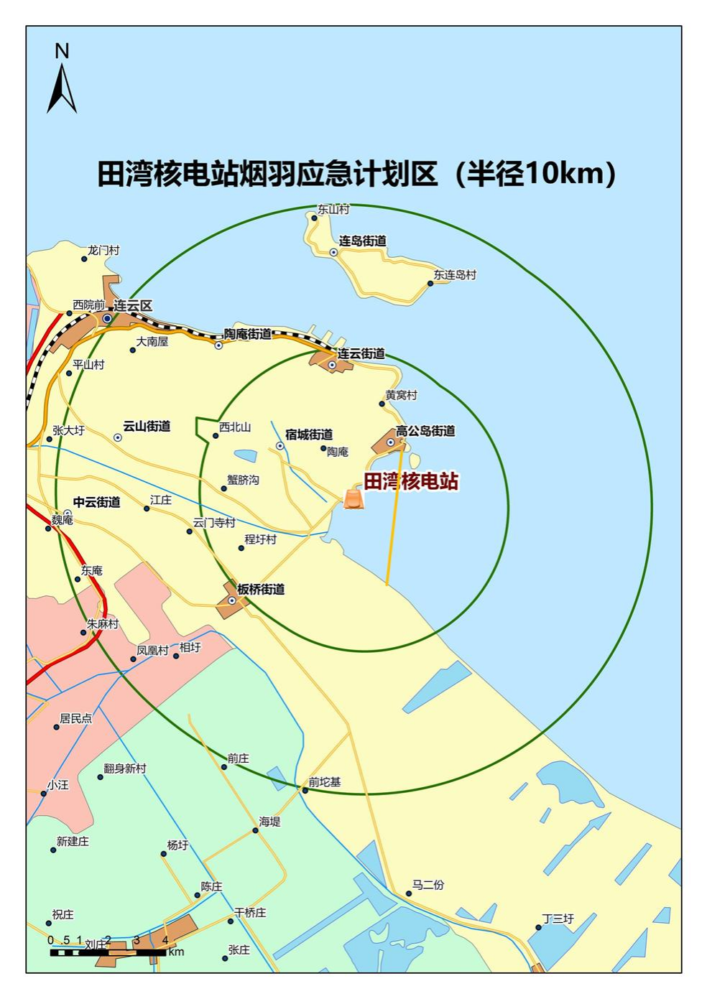 N
田湾核电站烟羽应急计划区（半径10km）
东山村
连岛街道
龙门村
东连岛村
西院前
连云区
陶庵街道
大南屋
连云街道
平山村
黄窝村
西北山
云山街道
张大圩
宿城街道
高公岛街道
陶庵
田湾核电站
蟹脐沟
中云街道
江庄
魏庵
云门寺村
程圩村
东庵
板桥街道
朱麻村
凤凰村
相圩
居民点
前庄
翻身新村
前坨基
小汪
海堤
新建庄
杨圩
马二份
陈庄
祝庄
干桥庄
丁三圩
0 .5 1 2 3 4
刘庄
km
张庄